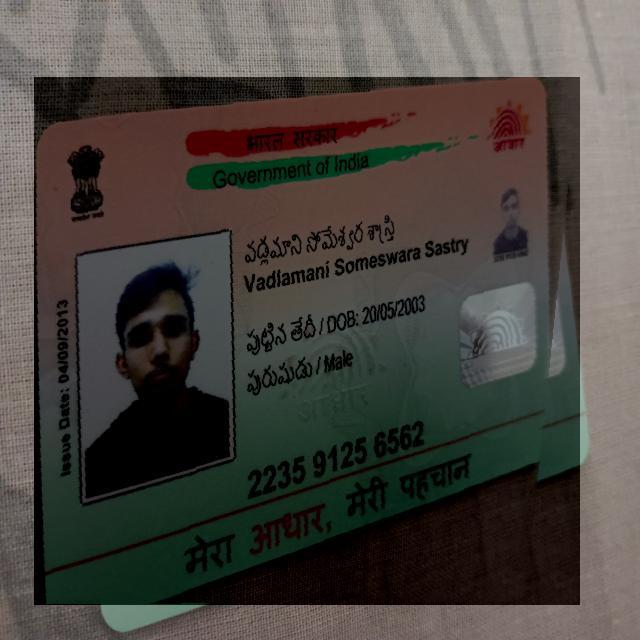 भारत सरकार
Government of India
వడ్లమాని సోమేశ్వర శాస్త్రి
Vadlamani Someswara Sastry
పుట్టిన తేదీ / DOB: 20/05/2003
పురుషుడు / Male
Issue Date: 04/09/2013
2235 9125 6562
मेरा आधार, मेरी पहचान